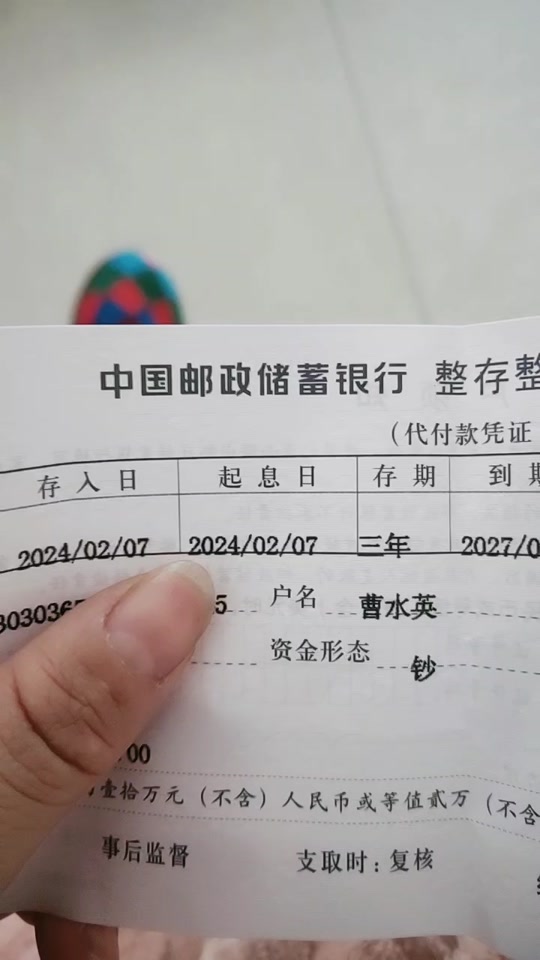 中国邮政储蓄银行 整存整
（代付款凭证
存入日 起息日 存期 到期
2024/02/07 2024/02/07 三年 2027/0
303036 5 户名 曹水英
资金形态 钞
00
壹拾万元（不含）人民币或等值贰万（不含
事后监督 支取时：复核